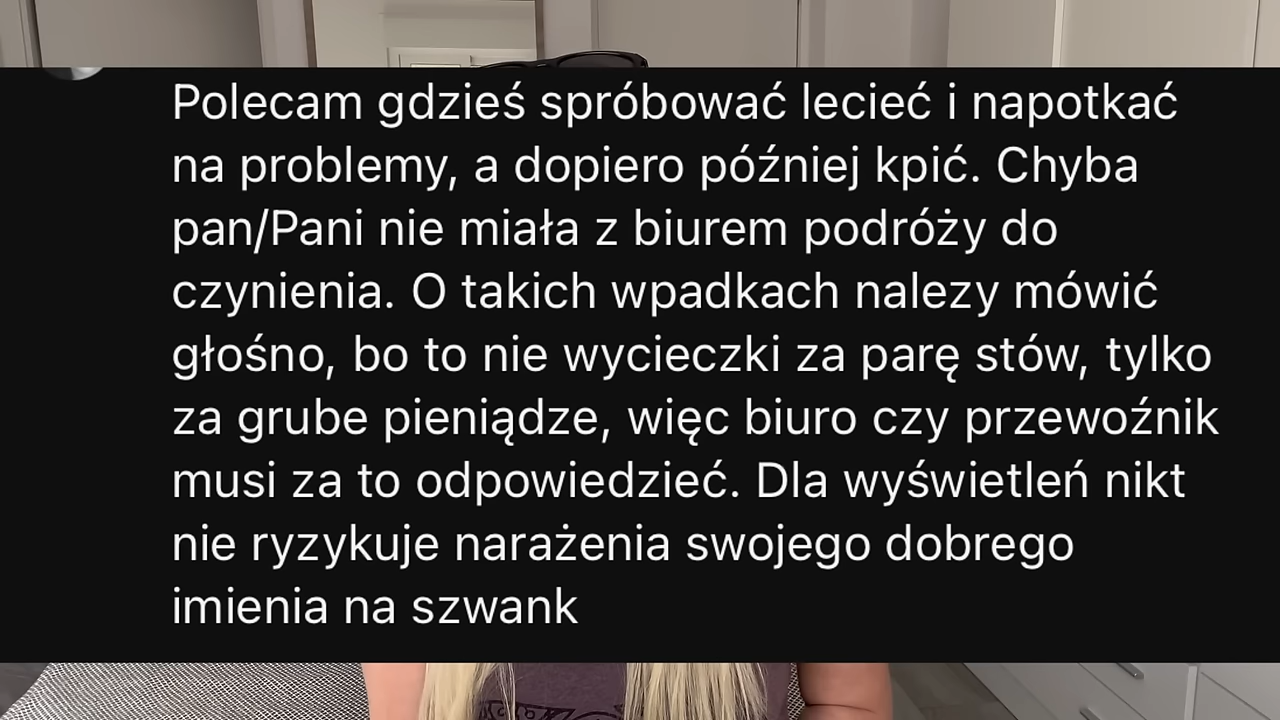 Polecam gdzieś spróbować lecieć i napotkać
na problemy, a dopiero później kpić. Chyba
pan/Pani nie miała z biurem podróży do
czynienia. O takich wpadkach nalezy mówić
głośno, bo to nie wycieczki za parę stów, tylko
za grube pieniądze, więc biuro czy przewoźnik
musi za to odpowiedzieć. Dla wyświetleń nikt
nie ryzykuje narażenia swojego dobrego
imienia na szwank